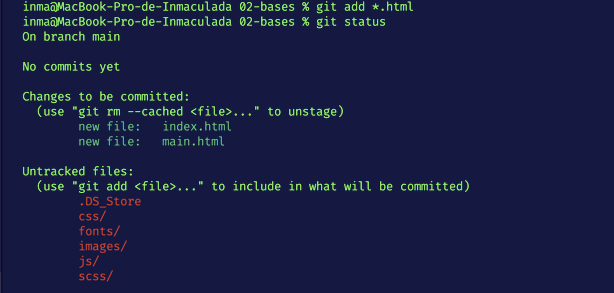 inma@MacBook-Pro-de-Inmaculada 02-bases % git add *.html
inma@MacBook-Pro-de-Inmaculada 02-bases % git status
On branch main
No commits yet
Changes to be committed:
(use "git rm --cached <file>..." to unstage)
new file:   index.html
new file:   main.html
Untracked files:
(use "git add <file>..." to include in what will be committed)
.DS_Store
css/
fonts/
images/
js/
scss/